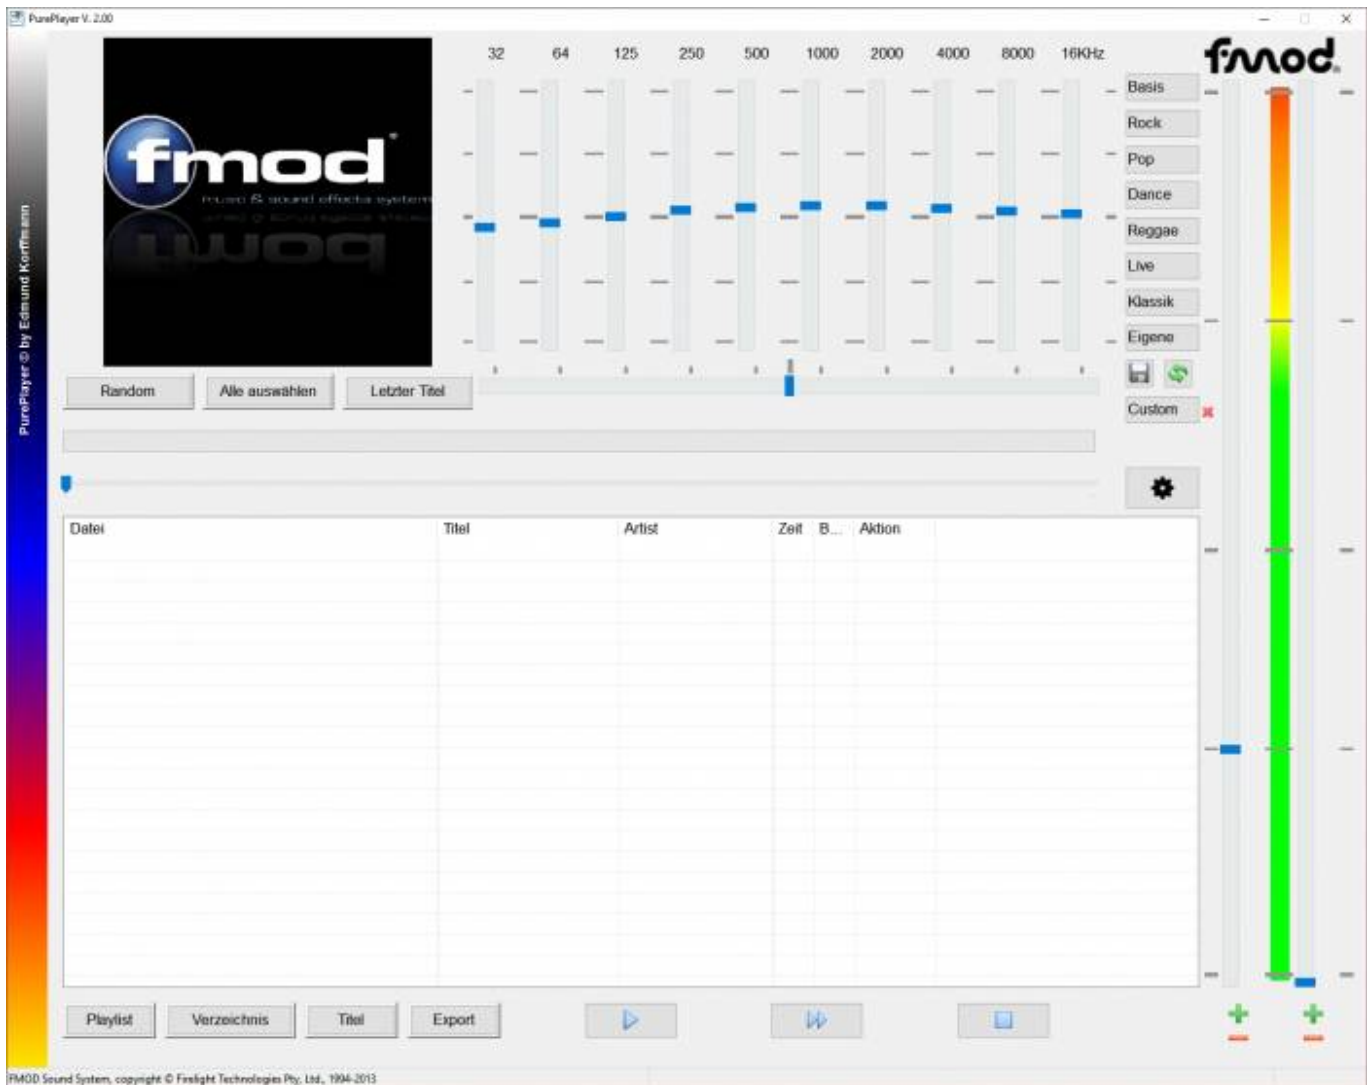 PurePlayer V. 2.00
32 64 125 250 500 1000 2000 4000 8000 16KHz
fmod®
fmod®
music & sound effects system
Basis
Rock
Pop
Dance
Reggae
Live
Klassik
Eigene
Custom
PurePlayer © by Edmund Korffmann
Random Alle auswählen Letzter Titel
Datei Titel Artist Zeit B... Aktion
Playlist Verzeichnis Titel Export
FMOD Sound System, copyright © Firelight Technologies Pty, Ltd., 1994-2013